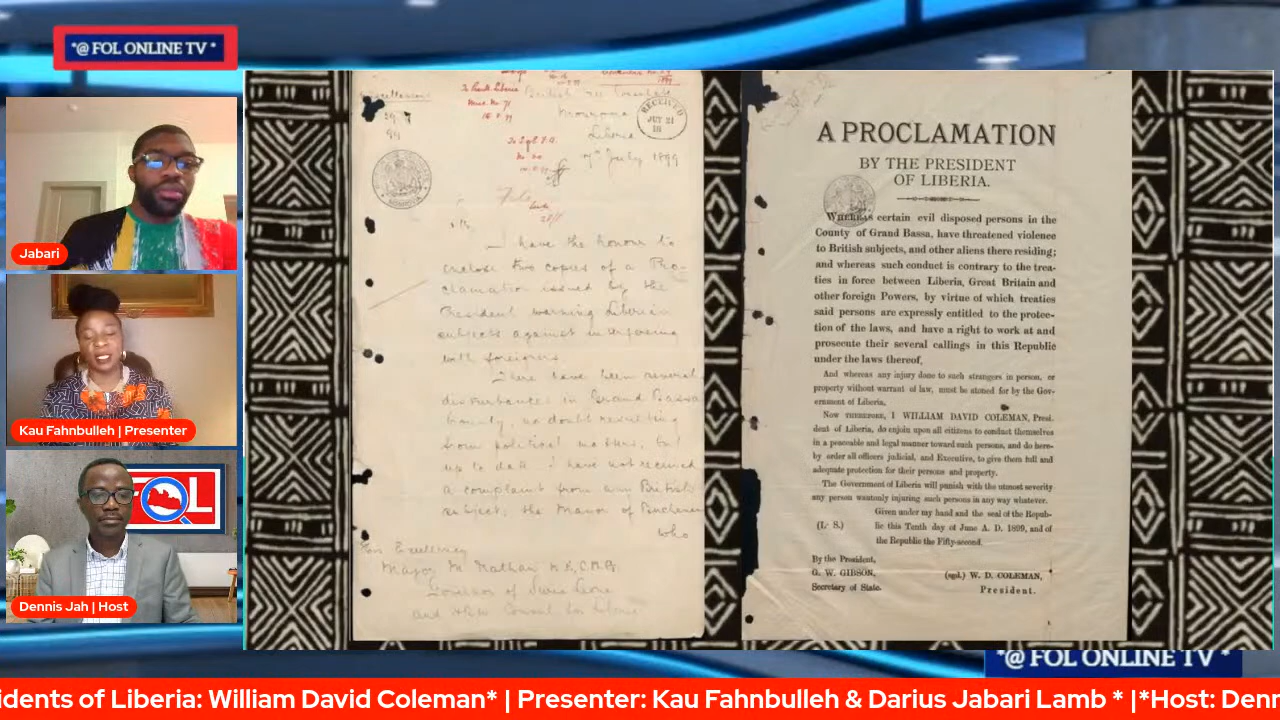 *@ FOL ONLINE TV *
Jabari
Kau Fahnbulleh | Presenter
FOL
Dennis Jah | Host
British Consulate
Monrovia
Liberia
RECEIVED
JUY 21
7th July 1899
I have the honour to
enclose two copies of a Pro-
clamation issued by the
President warning Liberian
subjects against interfering
with foreigners
There have been several
disturbances in Grand Bassa
County no doubt resulting
from political matters, but
up to date I have not received
a complaint from any British
subject, the Manor of
who
His Excellency
Major M Nathan R.E, C.M.G.
Governor of Sierra Leone
and H.B.M. Consul for Liberia
A PROCLAMATION
BY THE PRESIDENT
OF LIBERIA.
WHEREAS certain evil disposed persons in the
County of Grand Bassa, have threatened violence
to British subjects, and other aliens there residing;
and whereas such conduct is contrary to the trea-
ties in force between Liberia, Great Britain and
other foreign Powers, by virtue of which treaties
said persons are expressly entitled to the protec-
tion of the laws, and have a right to work at and
prosecute their several callings in this Republic
under the laws thereof,
And whereas any injury done to such strangers in person, or
property without warrant of law, must be atoned for by the Gov-
ernment of Liberia,
NOW THEREFORE, I WILLIAM DAVID COLEMAN, Presi-
dent of Liberia, do enjoin upon all citizens to conduct themselves
in a peaceable and legal manner toward such persons, and do here-
by order all officers judicial, and Executive, to give them full and
adequate protection for their persons and property.
The Government of Liberia will punish with the utmost severity
any person wantonly injuring such persons in any way whatever.
Given under my hand and the seal of the Repub-
(L. S.) lic this Tenth day of June A. D. 1899, and of
the Republic the Fifty-second.
By the President,
G. W. GIBSON, (sgd.) W. D. COLEMAN,
Secretary of State. President.
*@ FOL ONLINE TV *
idents of Liberia: William David Coleman* | Presenter: Kau Fahnbulleh & Darius Jabari Lamb * |*Host: Denn